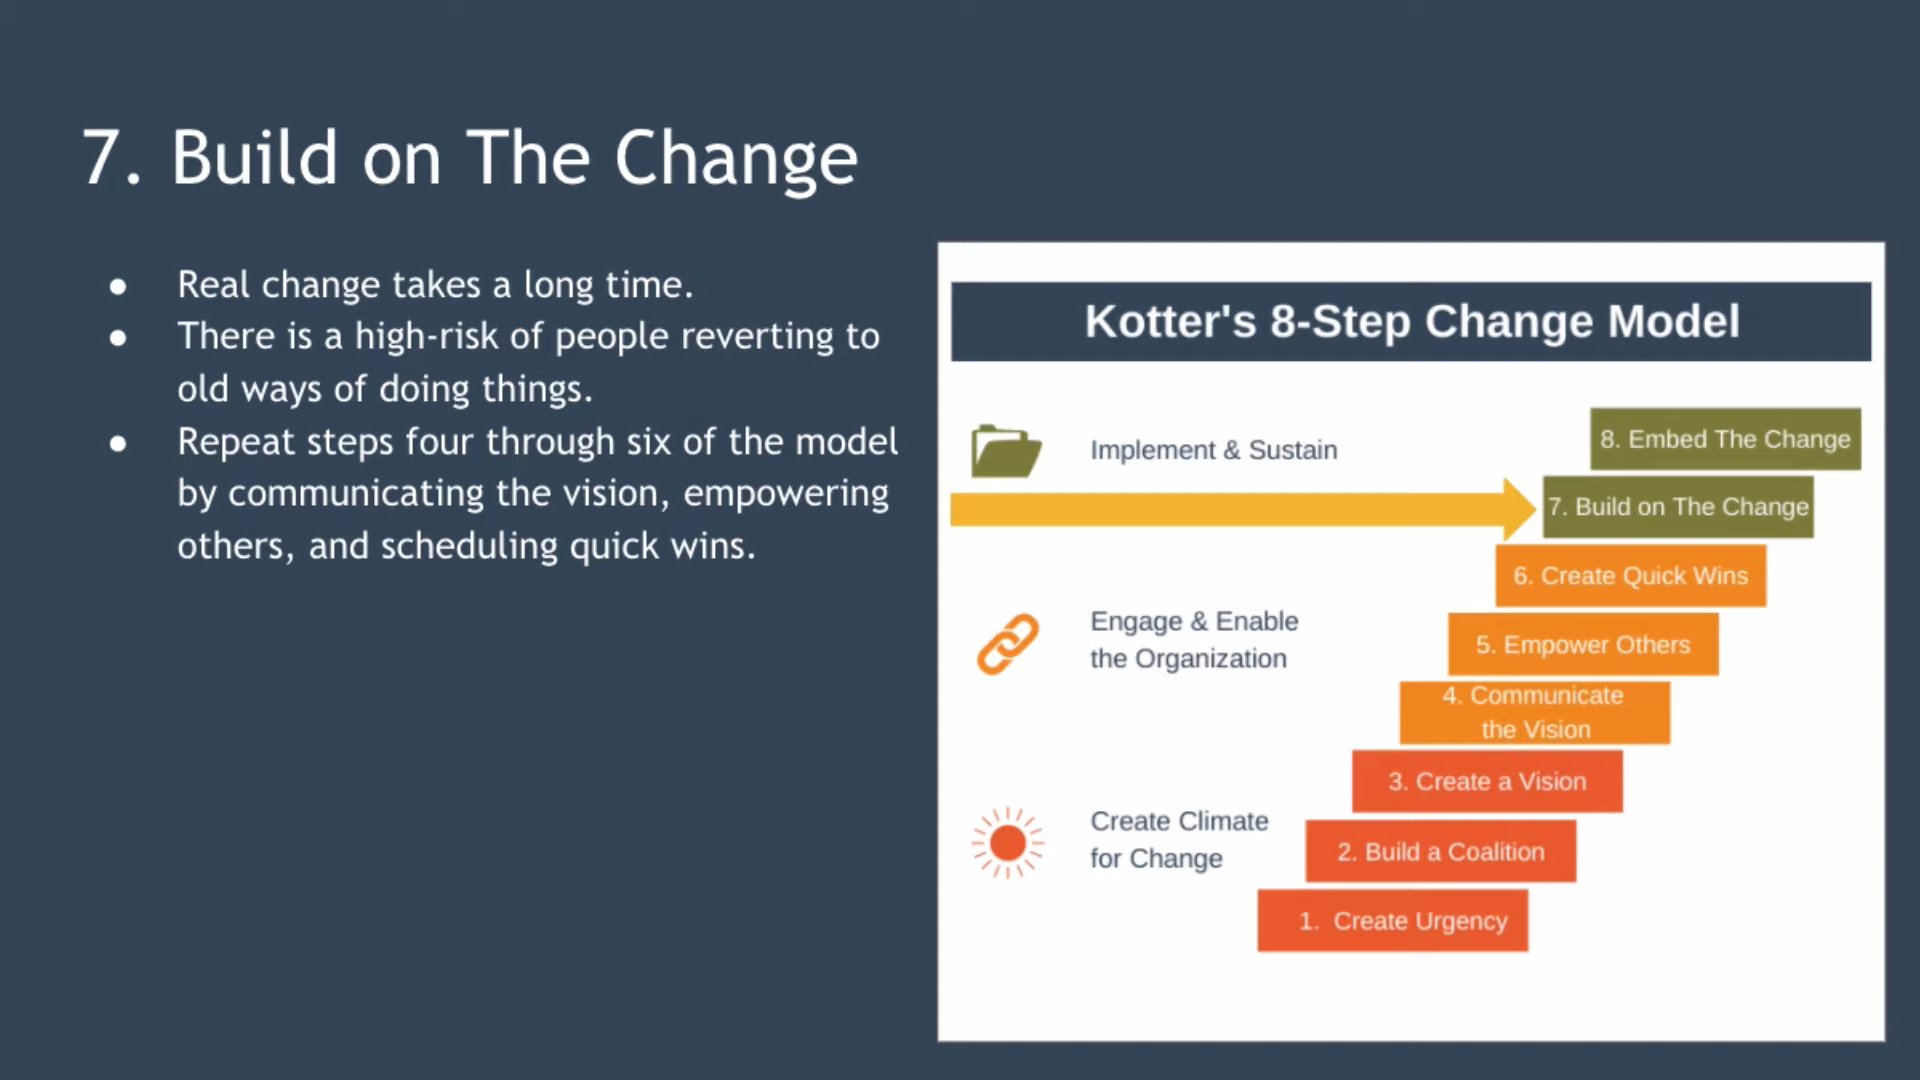 7. Build on The Change
● Real change takes a long time.
● There is a high-risk of people reverting to
old ways of doing things.
● Repeat steps four through six of the model
by communicating the vision, empowering
others, and scheduling quick wins.
Kotter's 8-Step Change Model
Implement & Sustain
8. Embed The Change
7. Build on The Change
6. Create Quick Wins
Engage & Enable
the Organization
5. Empower Others
4. Communicate
the Vision
3. Create a Vision
Create Climate
for Change
2. Build a Coalition
1. Create Urgency